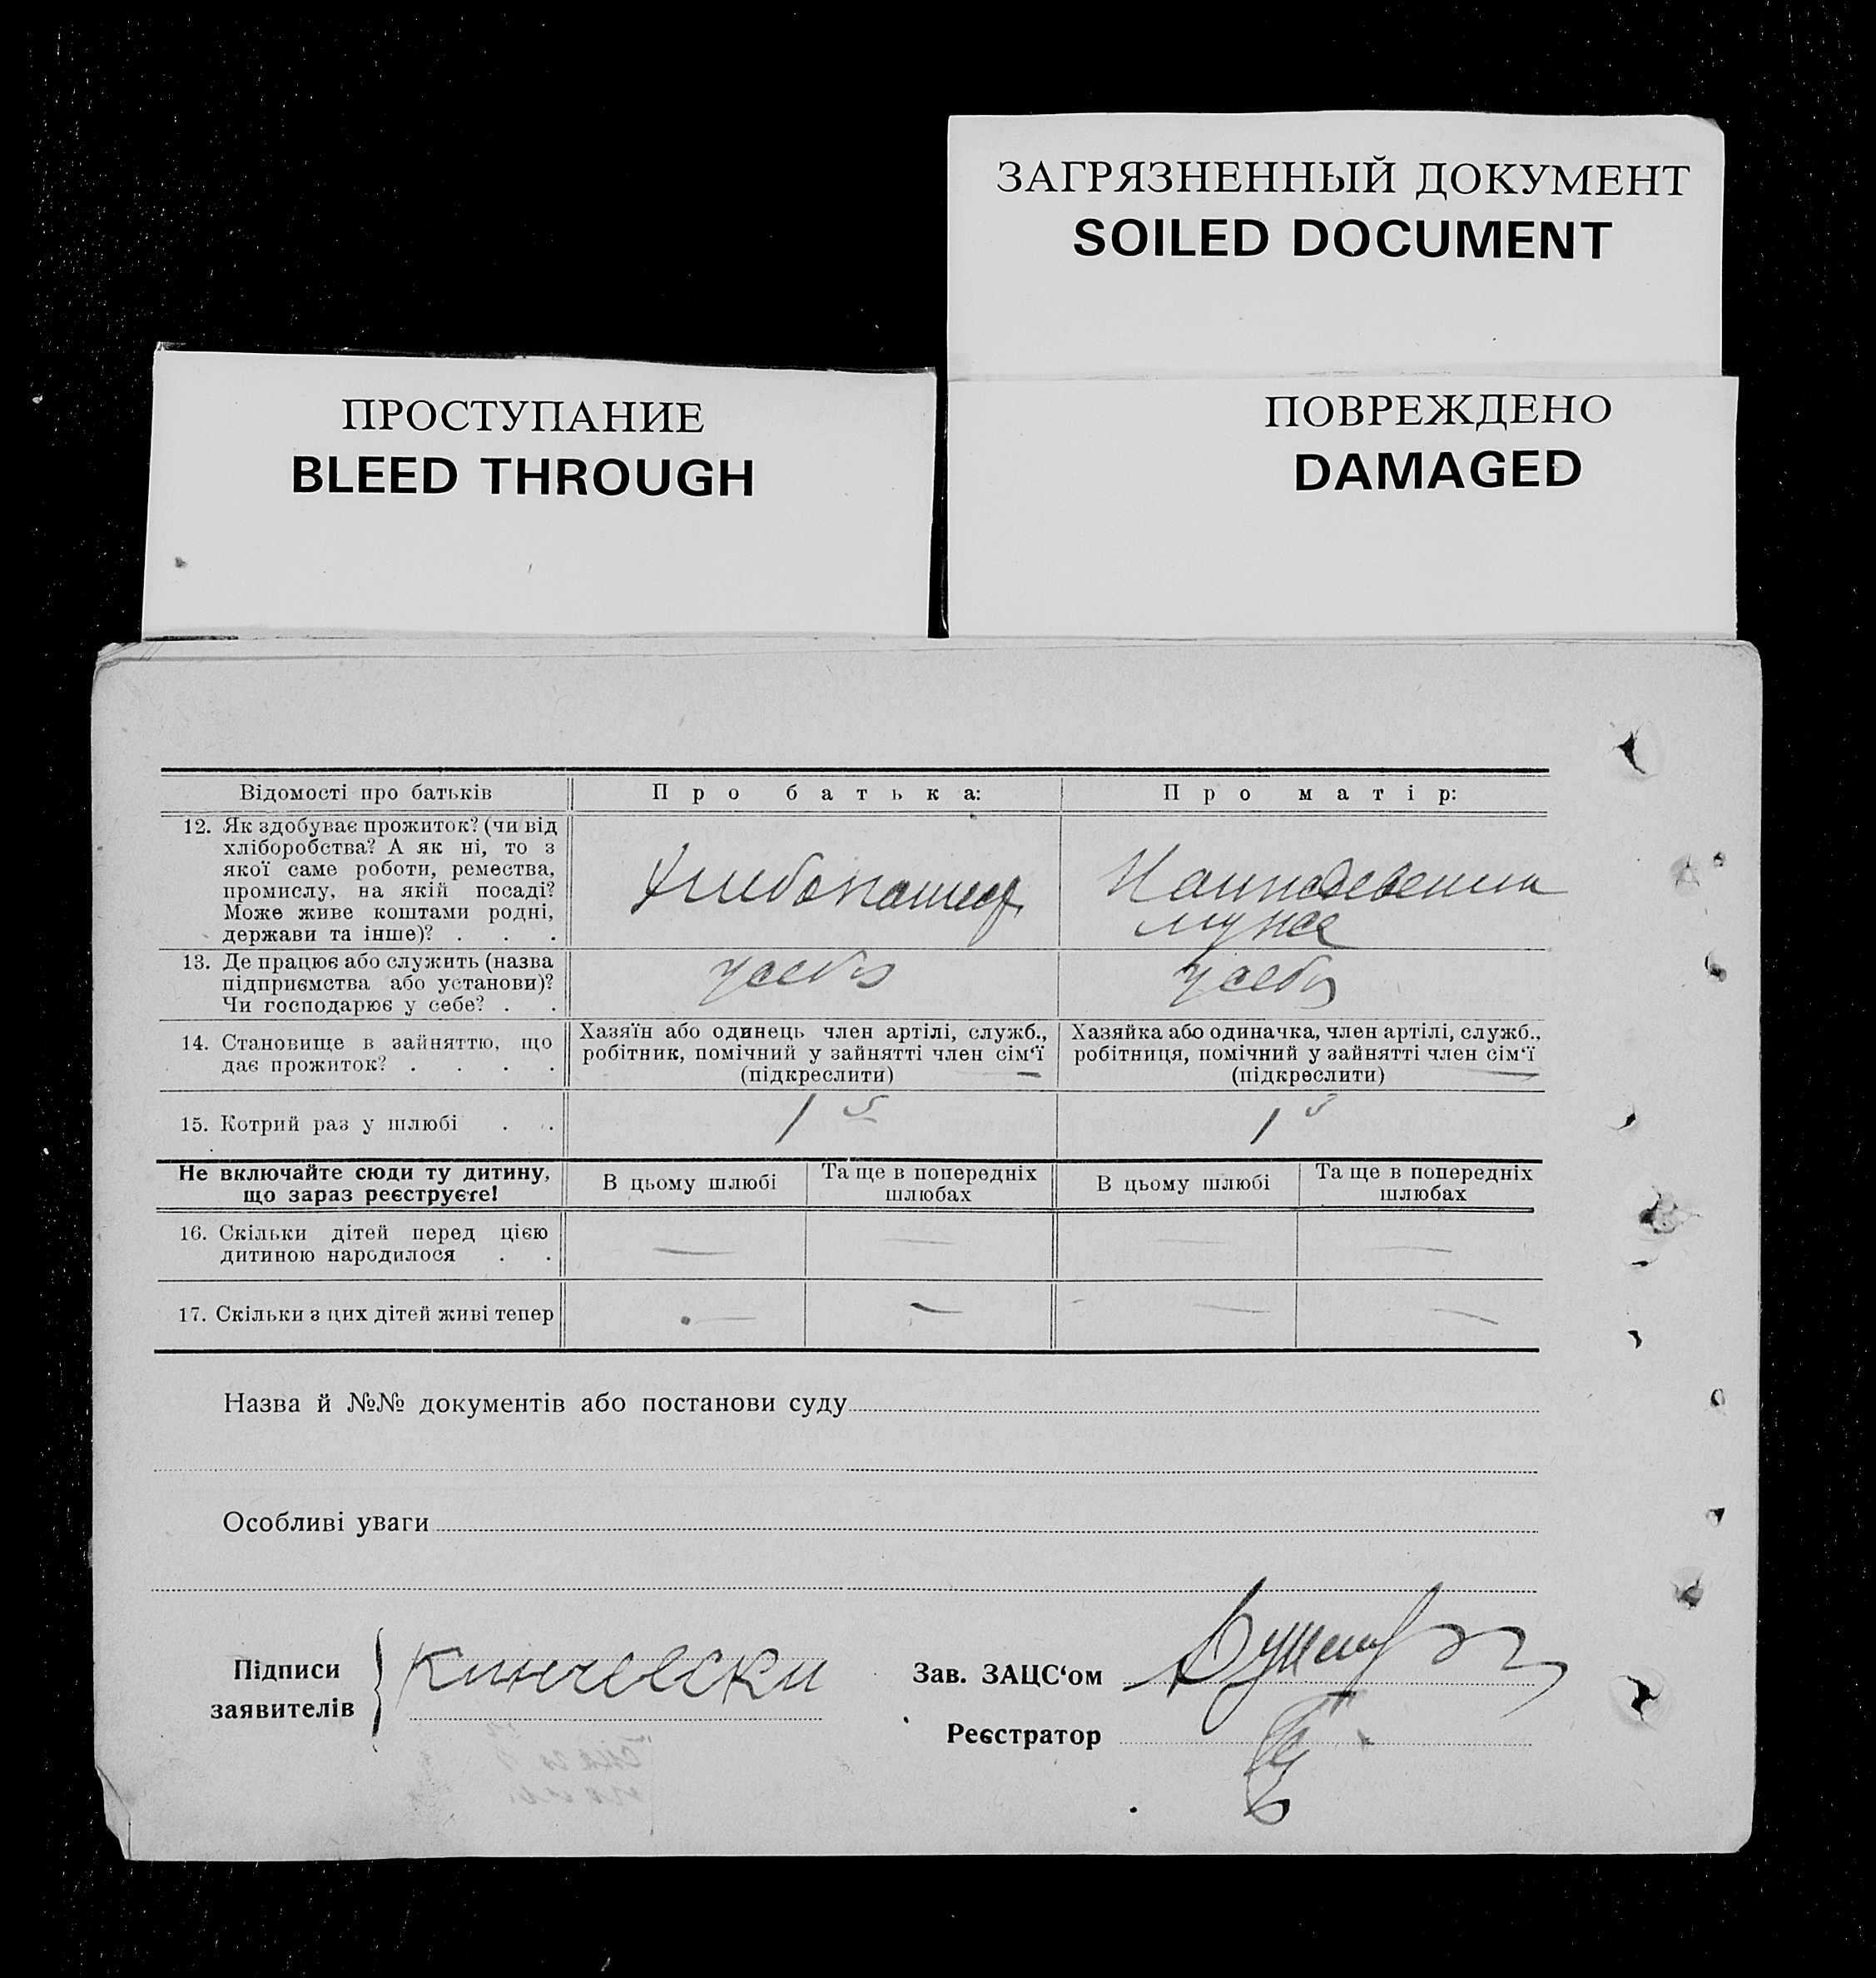 ЗАГРЯЗНЕННЫЙ ДОКУМЕНТ
SOILED DOCUMENT
ПРОСТУПАНИЕ
BLEED THROUGH
ПОВРЕЖДЕНО
DAMAGED
Відомості про батьків
Про батька:
Про матір:
12. Як здобуває прожиток? (чи від
хліборобства? А як ні, то з
якої саме роботи, ремества,
промислу, на якій посаді?
Може живе коштами родні,
держави та інше)? . . .
Хлибопашец
На иждевении
мужа
13. Де працює або служить (назва
підприємства або установи)?
Чи господарює у себе? . .
у себя
у себя
14. Становище в зайняттю, що
дає прожиток? . . . .
Хазяїн або одинець член артілі, служб.,
робітник, помічний у зайнятті член сім‘ї
(підкреслити)
Хазяйка або одиначка, член артілі, служб.,
робітниця, помічний у зайнятті член сім‘ї
(підкреслити)
15. Котрий раз у шлюбі . .
1
1
Не включайте сюди ту дитину,
що зараз реєструєте!
В цьому шлюбі
Та ще в попередніх
шлюбах
В цьому шлюбі
Та ще в попередніх
шлюбах
16. Скільки дітей перед цією
дитиною народилося . .
— — — —
17. Скільки з цих дітей живі тепер
— — — —
Назва й №№ документів або постанови суду
Особливі уваги
Підписи
заявителів
Зав. ЗАЦС‘ом
Реєстратор